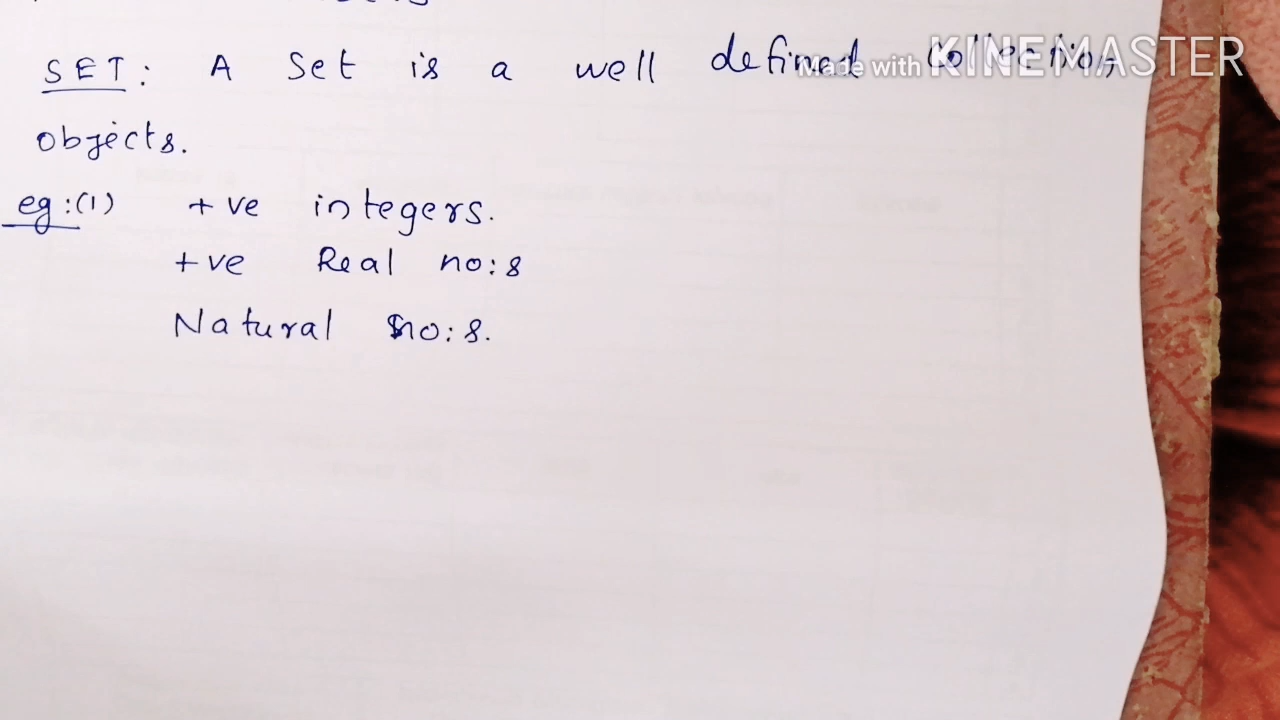 SET: A Set is a well defined collection
objects.
eg:(1) +ve integers.
+ve Real no:s
Natural no:s.
Made with KINEMASTER